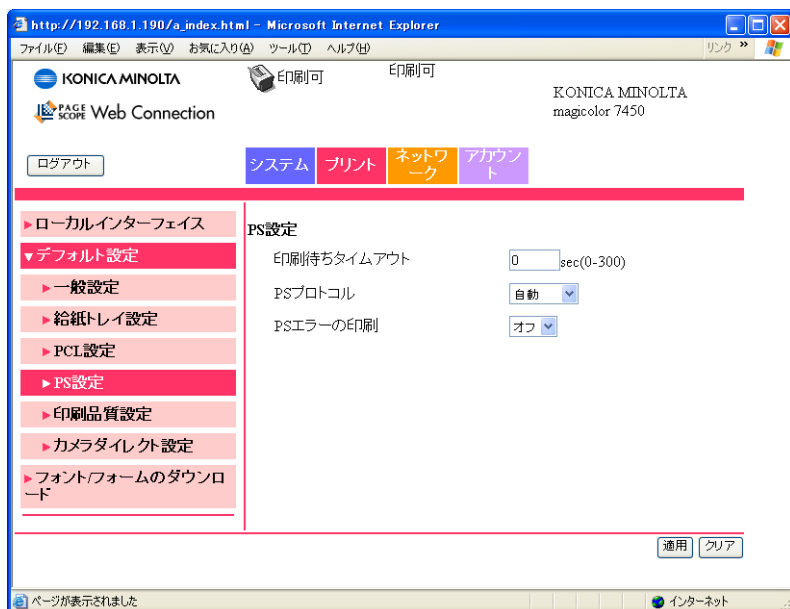 http://192.168.1.190/a_index.html - Microsoft Internet Explorer
ファイル(F) 編集(E) 表示(V) お気に入り(A) ツール(T) ヘルプ(H) リンク »
KONICA MINOLTA
印刷可 印刷可
KONICA MINOLTA
magicolor 7450
PAGE SCOPE Web Connection
ログアウト
システム プリント ネットワーク アカウント
ローカルインターフェイス
デフォルト設定
一般設定
給紙トレイ設定
PCL設定
PS設定
印刷品質設定
カメラダイレクト設定
フォント/フォームのダウンロ
ード
PS設定
印刷待ちタイムアウト 0 sec(0-300)
PSプロトコル 自動
PSエラーの印刷 オフ
適用 クリア
ページが表示されました インターネット